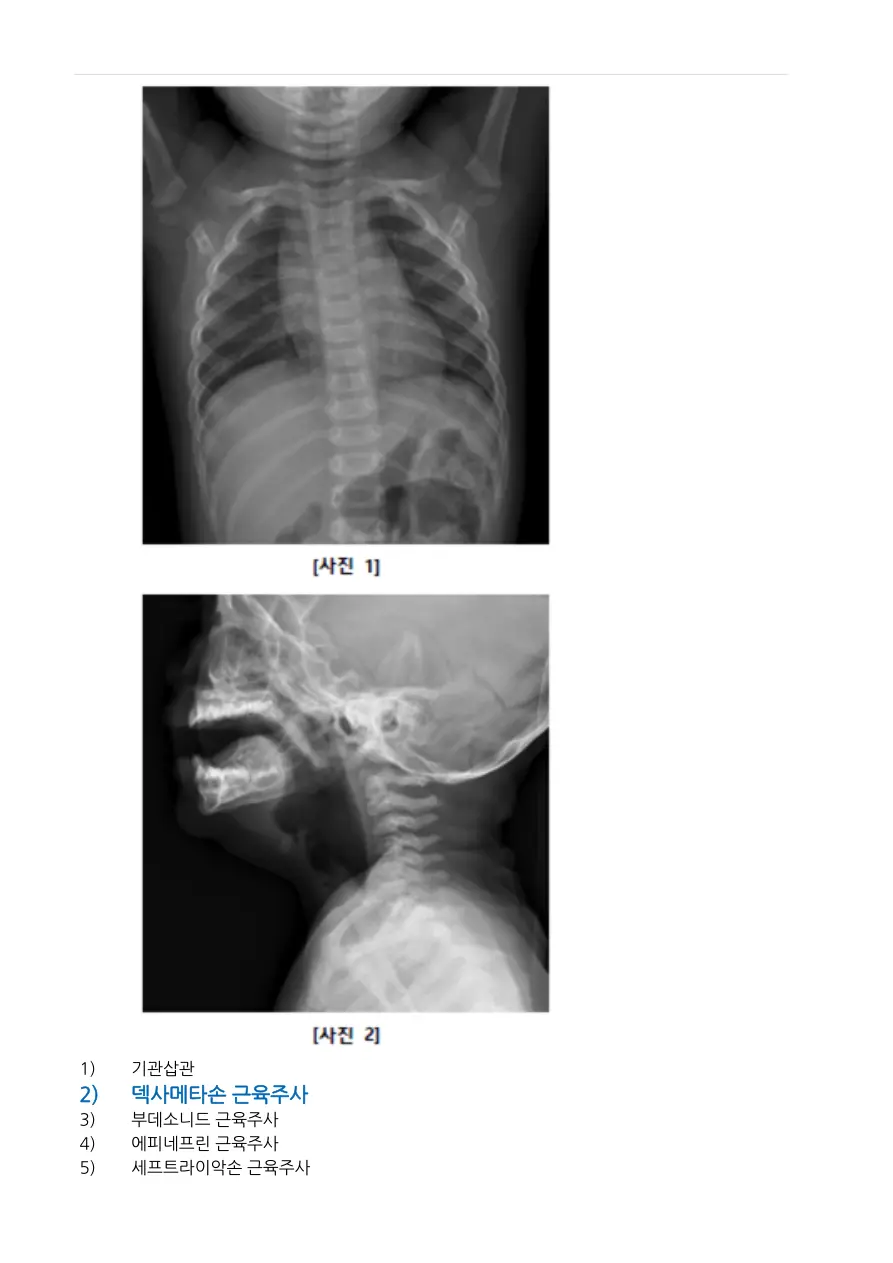 [사진 1]
[사진 2]
1) 기관삽관
2) 덱사메타손 근육주사
3) 부데소니드 근육주사
4) 에피네프린 근육주사
5) 세프트라이악손 근육주사